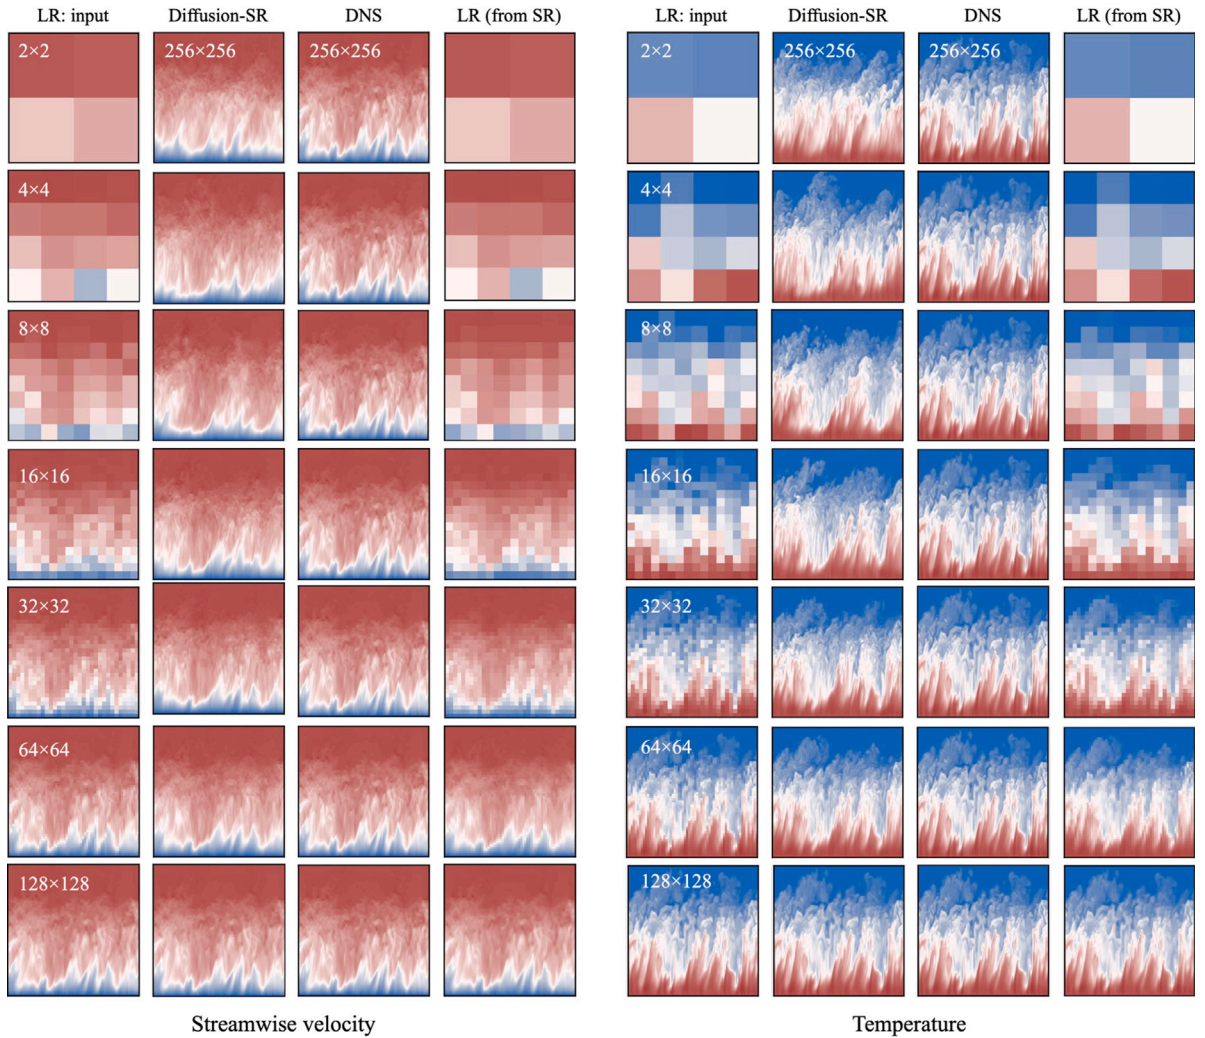 LR: input Diffusion-SR DNS LR (from SR) LR: input Diffusion-SR DNS LR (from SR)
2×2 256×256 256×256 2×2 256×256 256×256
4×4 4×4
8×8 8×8
16×16 16×16
32×32 32×32
64×64 64×64
128×128 128×128
Streamwise velocity Temperature